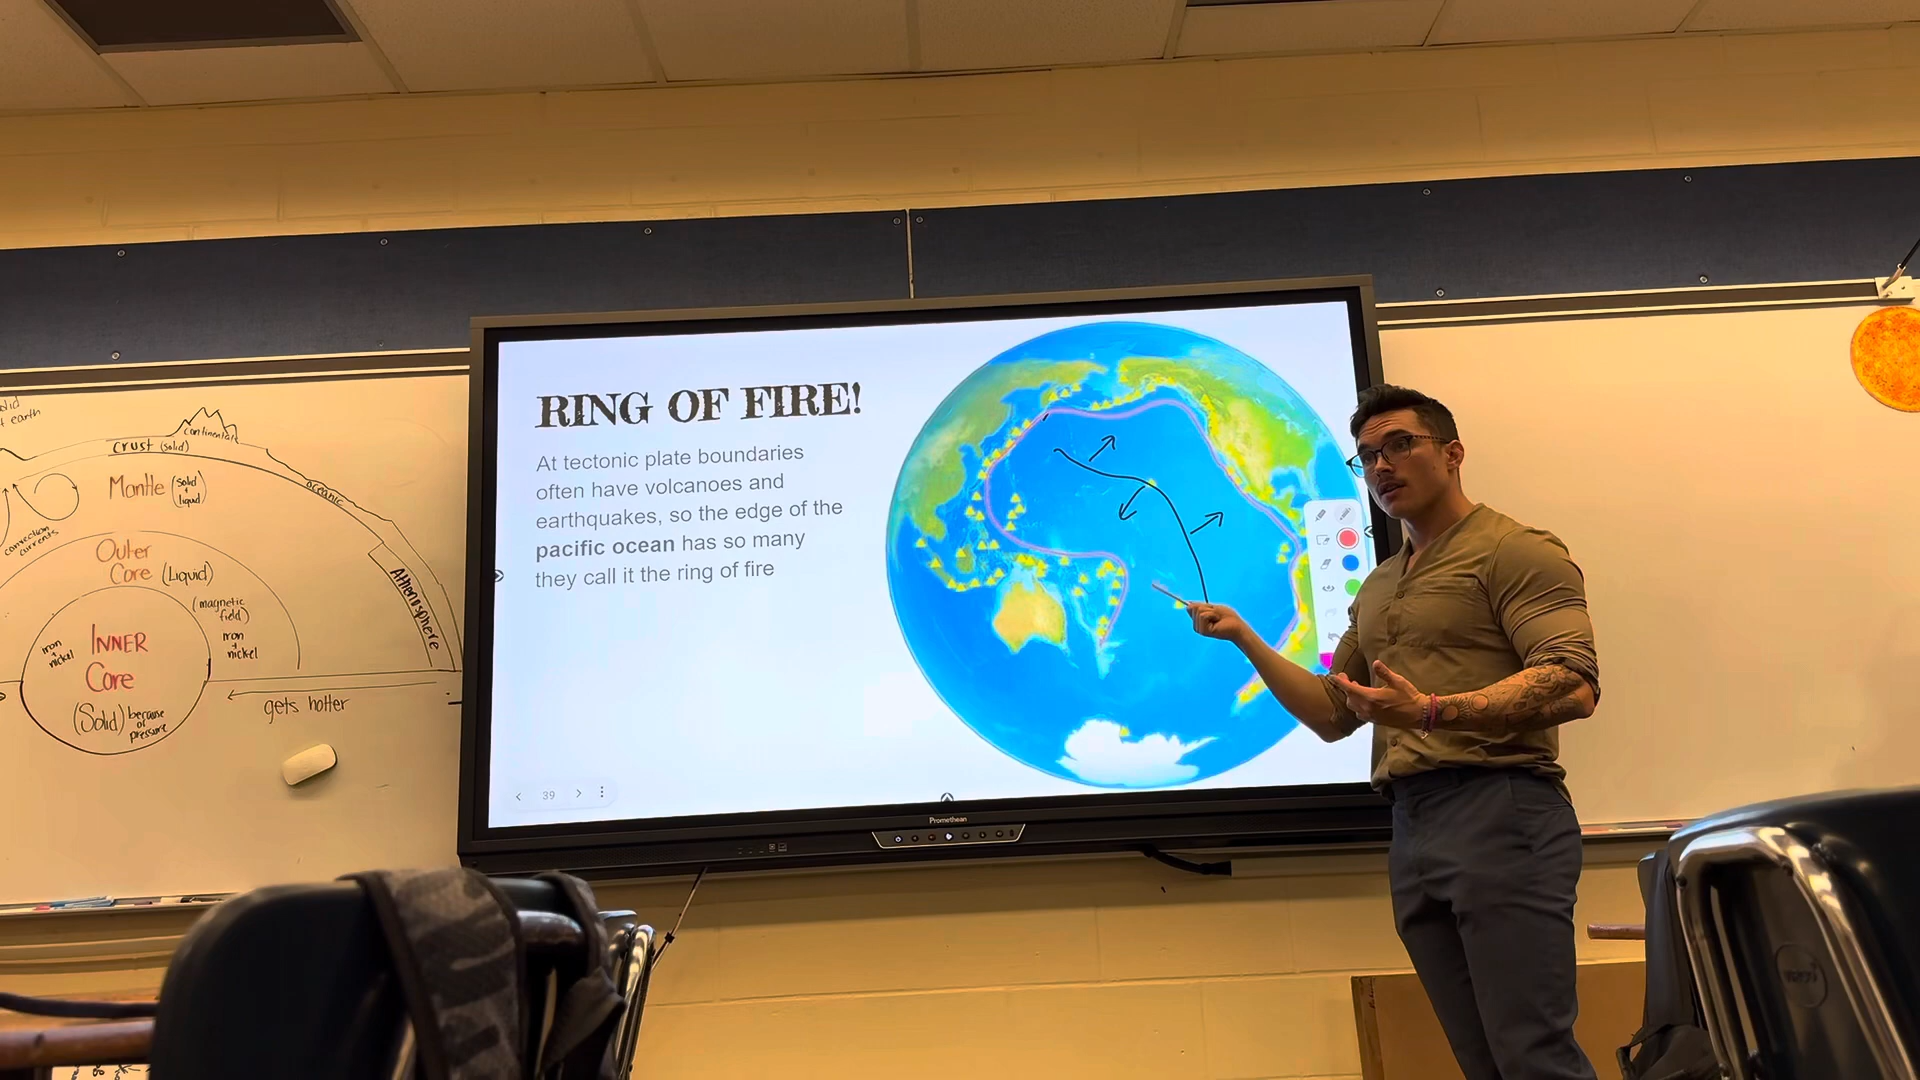 of earth
crust (solid)
continental
Mantle (solid + liquid)
oceanic
convection
currents
Outer
Core (Liquid)
(magnetic
field)
iron
+
nickel
Athenosphere
iron
+
nickel
INNER
Core
(Solid) because
of
pressure
gets hotter
RING OF FIRE!
At tectonic plate boundaries
often have volcanoes and
earthquakes, so the edge of the
pacific ocean has so many
they call it the ring of fire
39
Promethean